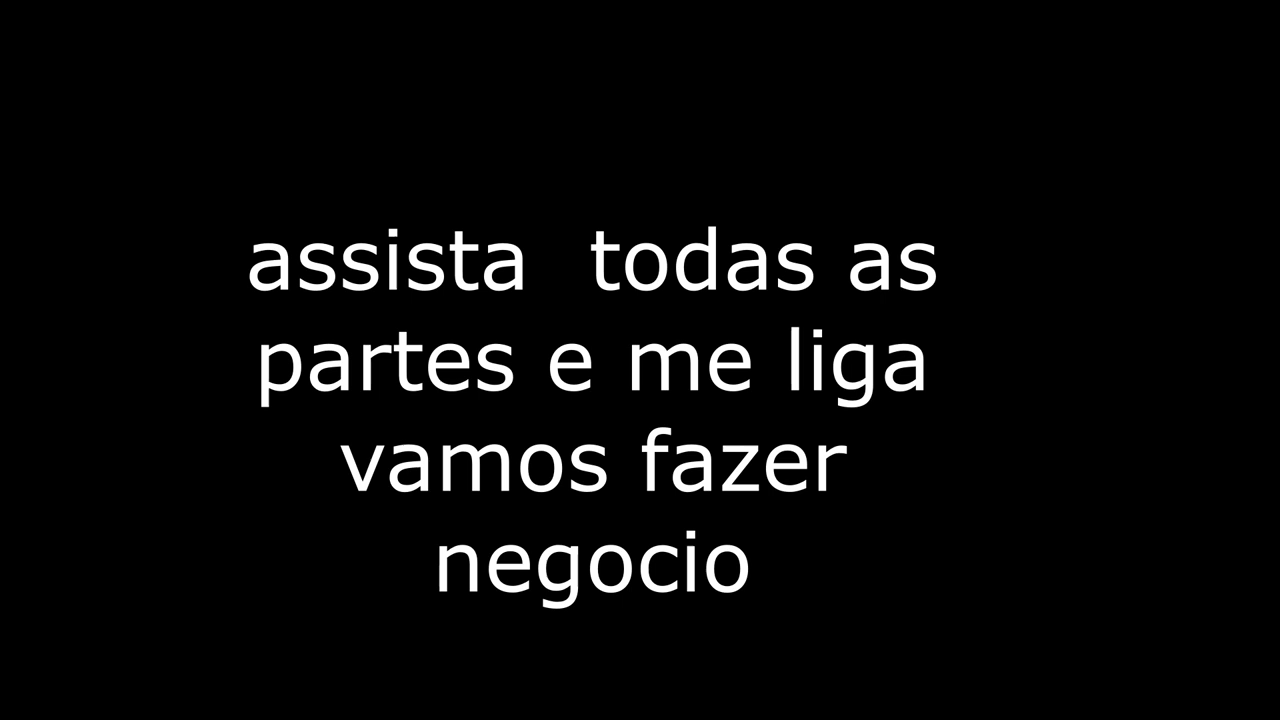 assista  todas as
partes e me liga
vamos fazer
negocio